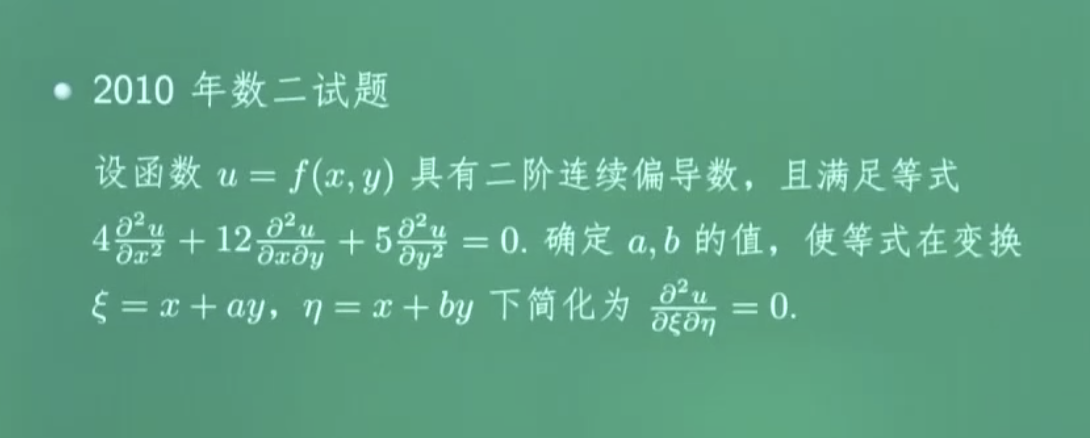 2010 年数二试题
设函数 $u = f(x, y)$ 具有二阶连续偏导数，且满足等式
$4\frac{\partial^2 u}{\partial x^2} + 12\frac{\partial^2 u}{\partial x \partial y} + 5\frac{\partial^2 u}{\partial y^2} = 0.$ 确定 $a, b$ 的值，使等式在变换
$\xi = x + ay$，$\eta = x + by$ 下简化为 $\frac{\partial^2 u}{\partial \xi \partial \eta} = 0.$